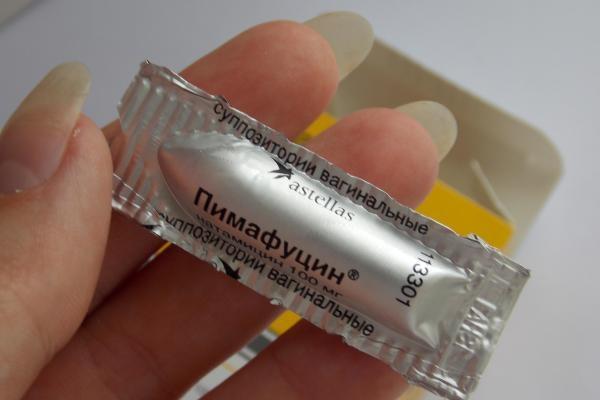 суппозитории вагинальные
astellas
Пимафуцин®
натамицин 100 мг
суппозитории вагинальные
113301